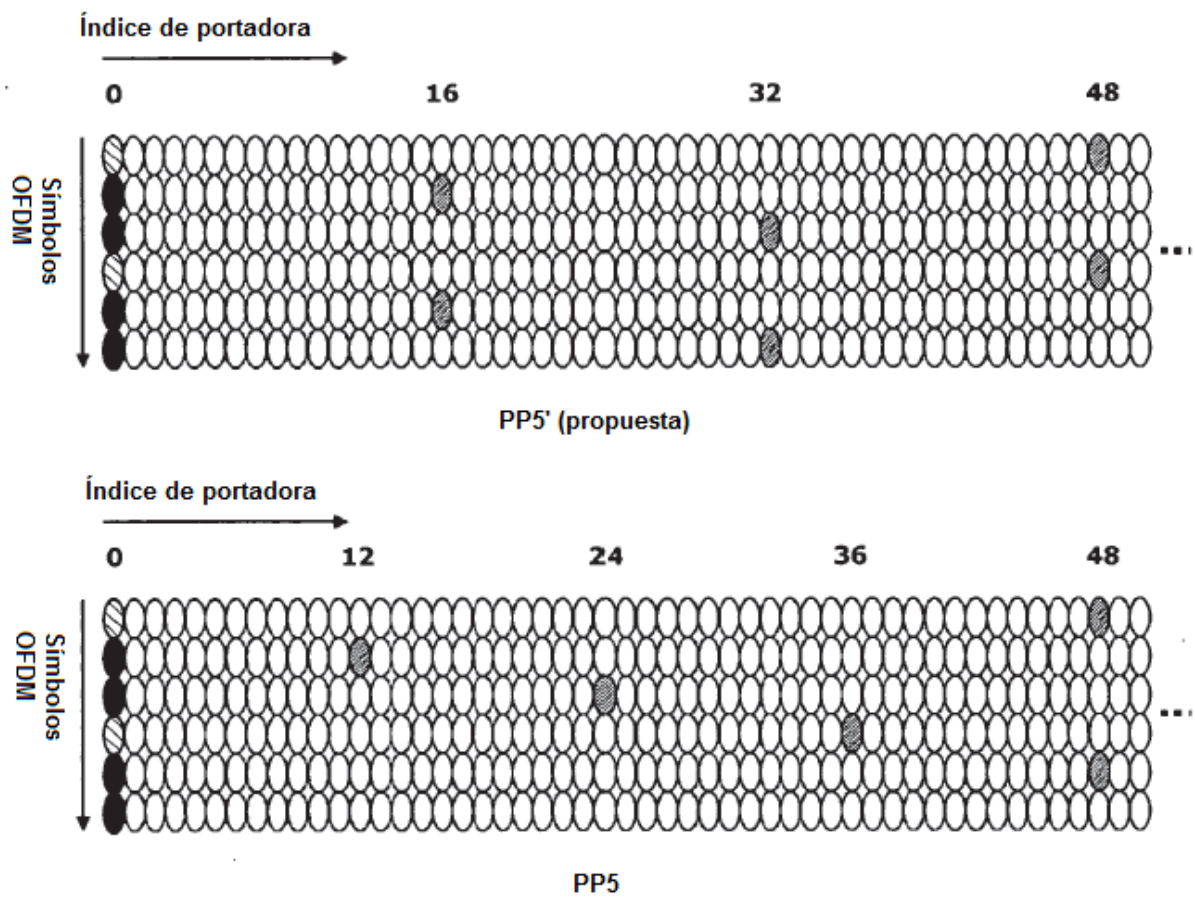 Índice de portadora
0 16 32 48
Símbolos
OFDM
PP5' (propuesta)
Índice de portadora
0 12 24 36 48
Símbolos
OFDM
PP5